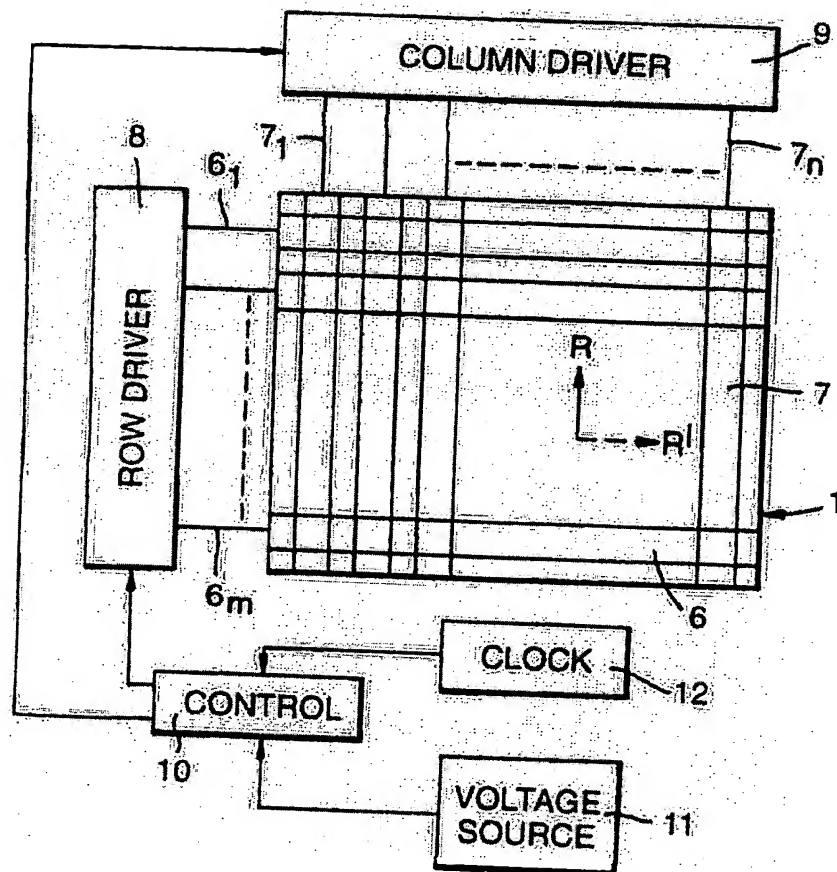 COLUMN DRIVER
9
8
6₁
7₁
7ₙ
ROW DRIVER
R
7
R'
1
6ₘ
6
CLOCK
12
CONTROL
10
VOLTAGE
SOURCE
11